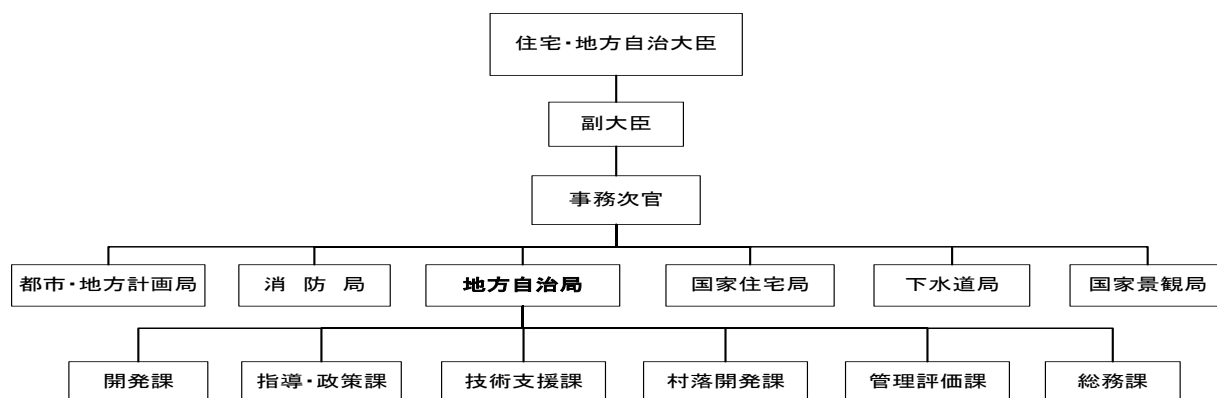 住宅・地方自治大臣
副大臣
事務次官
都市・地方計画局
消 防 局
地方自治局
国家住宅局
下水道局
国家景観局
開発課
指導・政策課
技術支援課
村落開発課
管理評価課
総務課